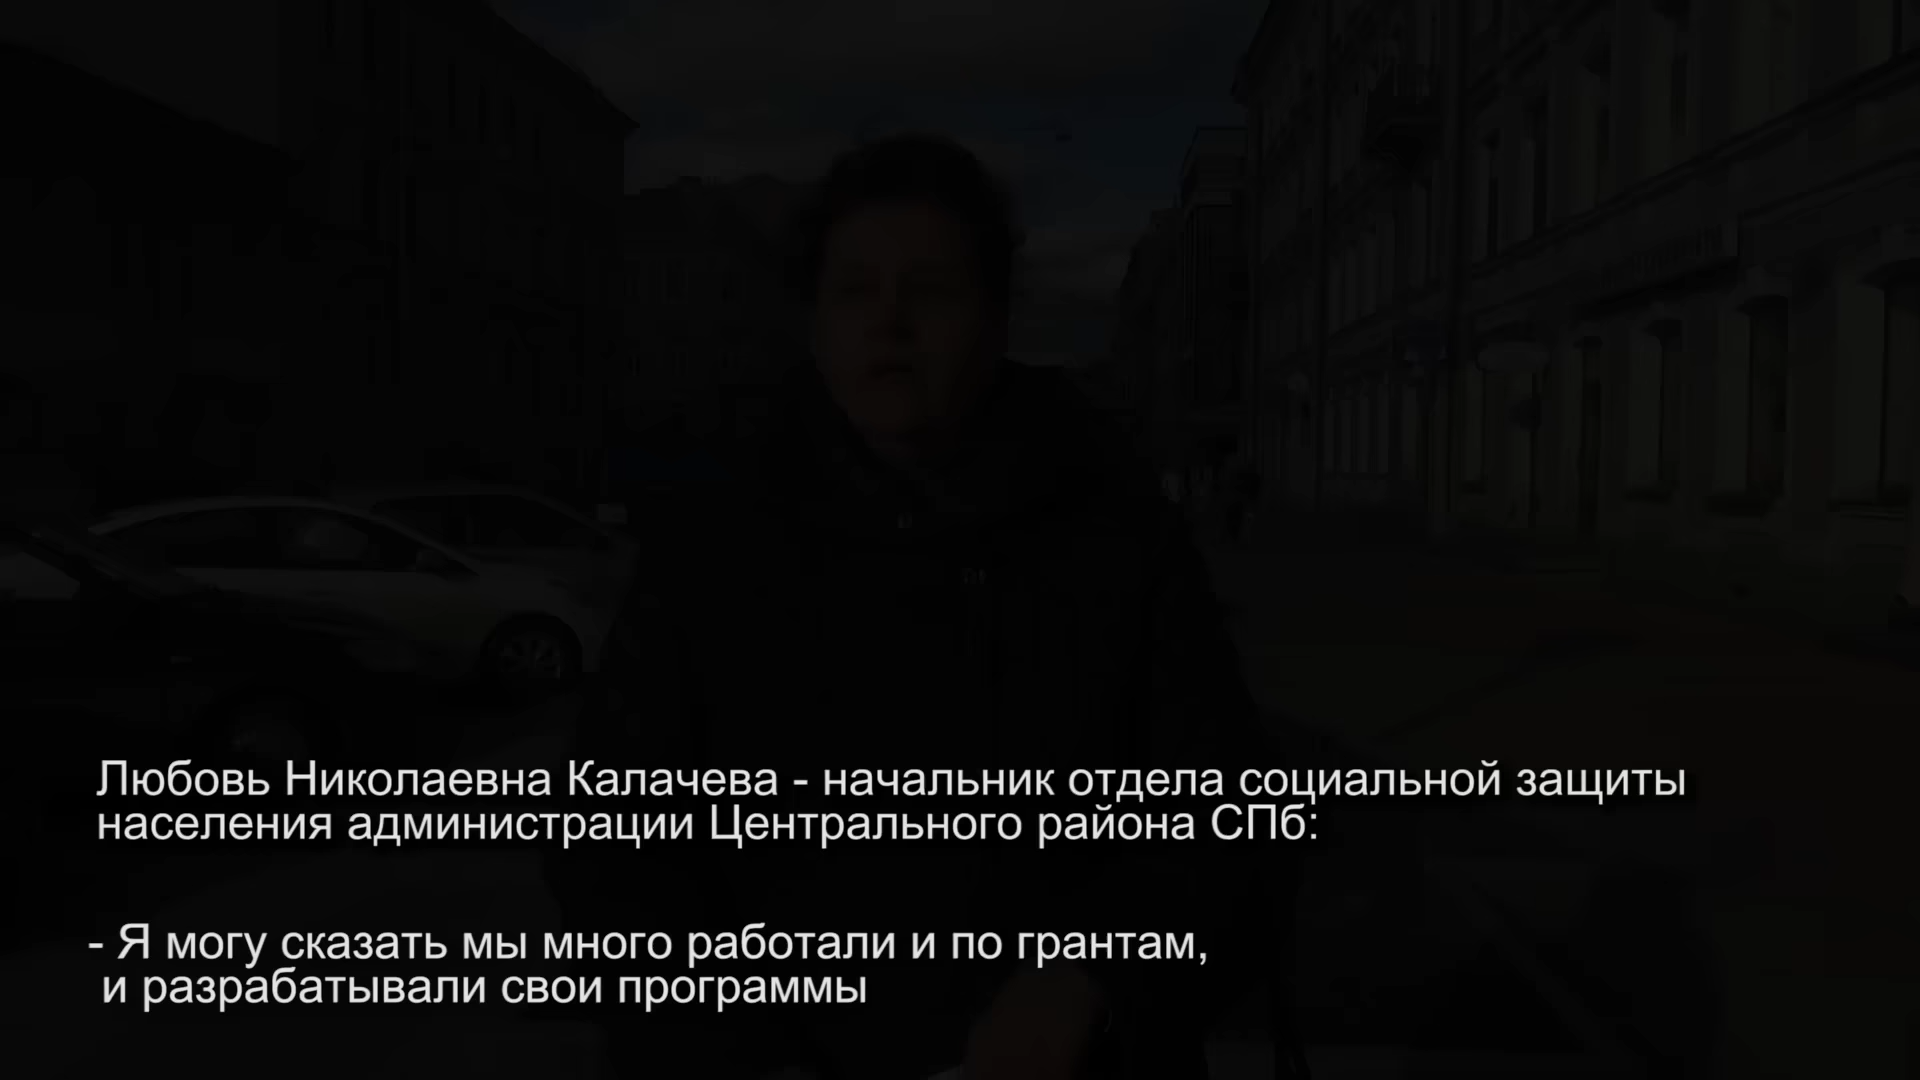 Любовь Николаевна Калачева - начальник отдела социальной защиты
населения администрации Центрального района СПб:
- Я могу сказать мы много работали и по грантам,
и разрабатывали свои программы